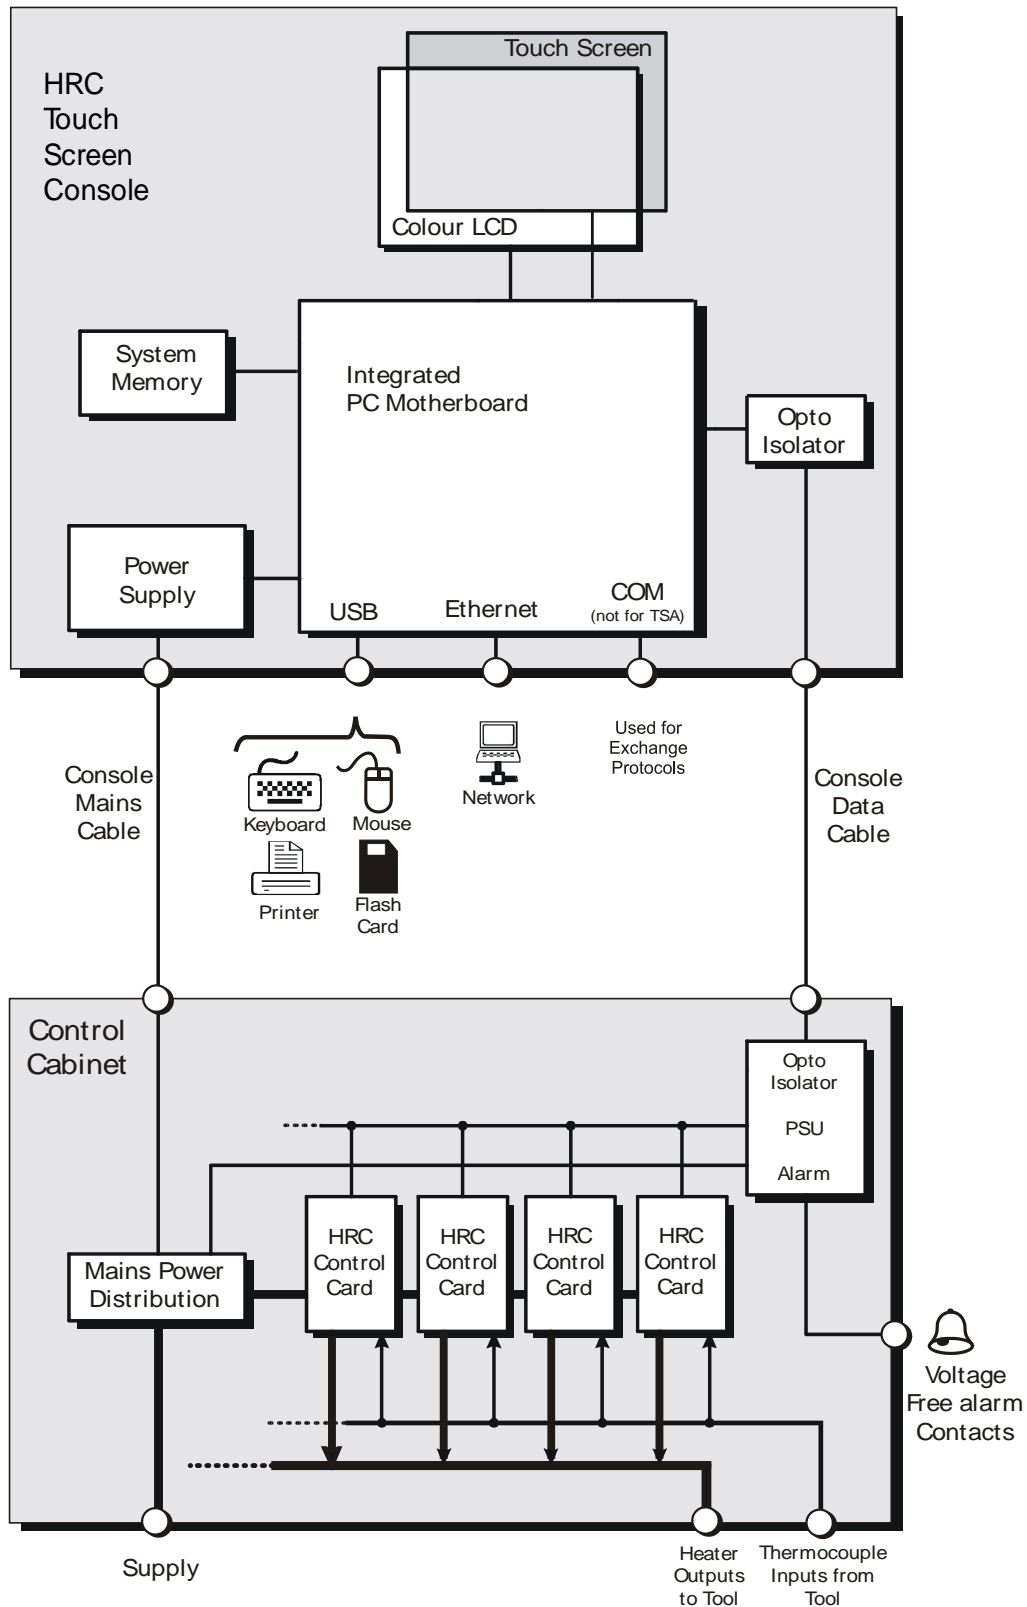 Touch Screen
HRC
Touch
Screen
Console
Colour LCD
System
Memory
Integrated
PC Motherboard
Opto
Isolator
Power
Supply
USB
Ethernet
COM
(not for TSA)
Console
Mains
Cable
Keyboard
Mouse
Printer
Flash
Card
Network
Used for
Exchange
Protocols
Console
Data
Cable
Control
Cabinet
Opto
Isolator
PSU
Alarm
HRC
Control
Card
HRC
Control
Card
HRC
Control
Card
HRC
Control
Card
Mains Power
Distribution
Voltage
Free alarm
Contacts
Supply
Heater
Outputs
to Tool
Thermocouple
Inputs from
Tool